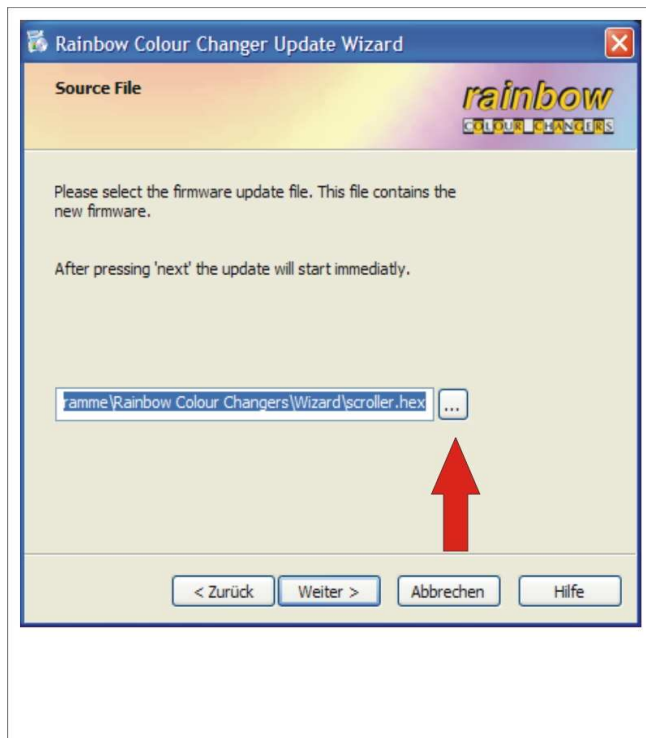 Rainbow Colour Changer Update Wizard
Source File
rainbow
COLOUR CHANGERS
Please select the firmware update file. This file contains the
new firmware.
After pressing 'next' the update will start immediatly.
ramme\Rainbow Colour Changers\Wizard\scroller.hex
...
< Zurück
Weiter >
Abbrechen
Hilfe